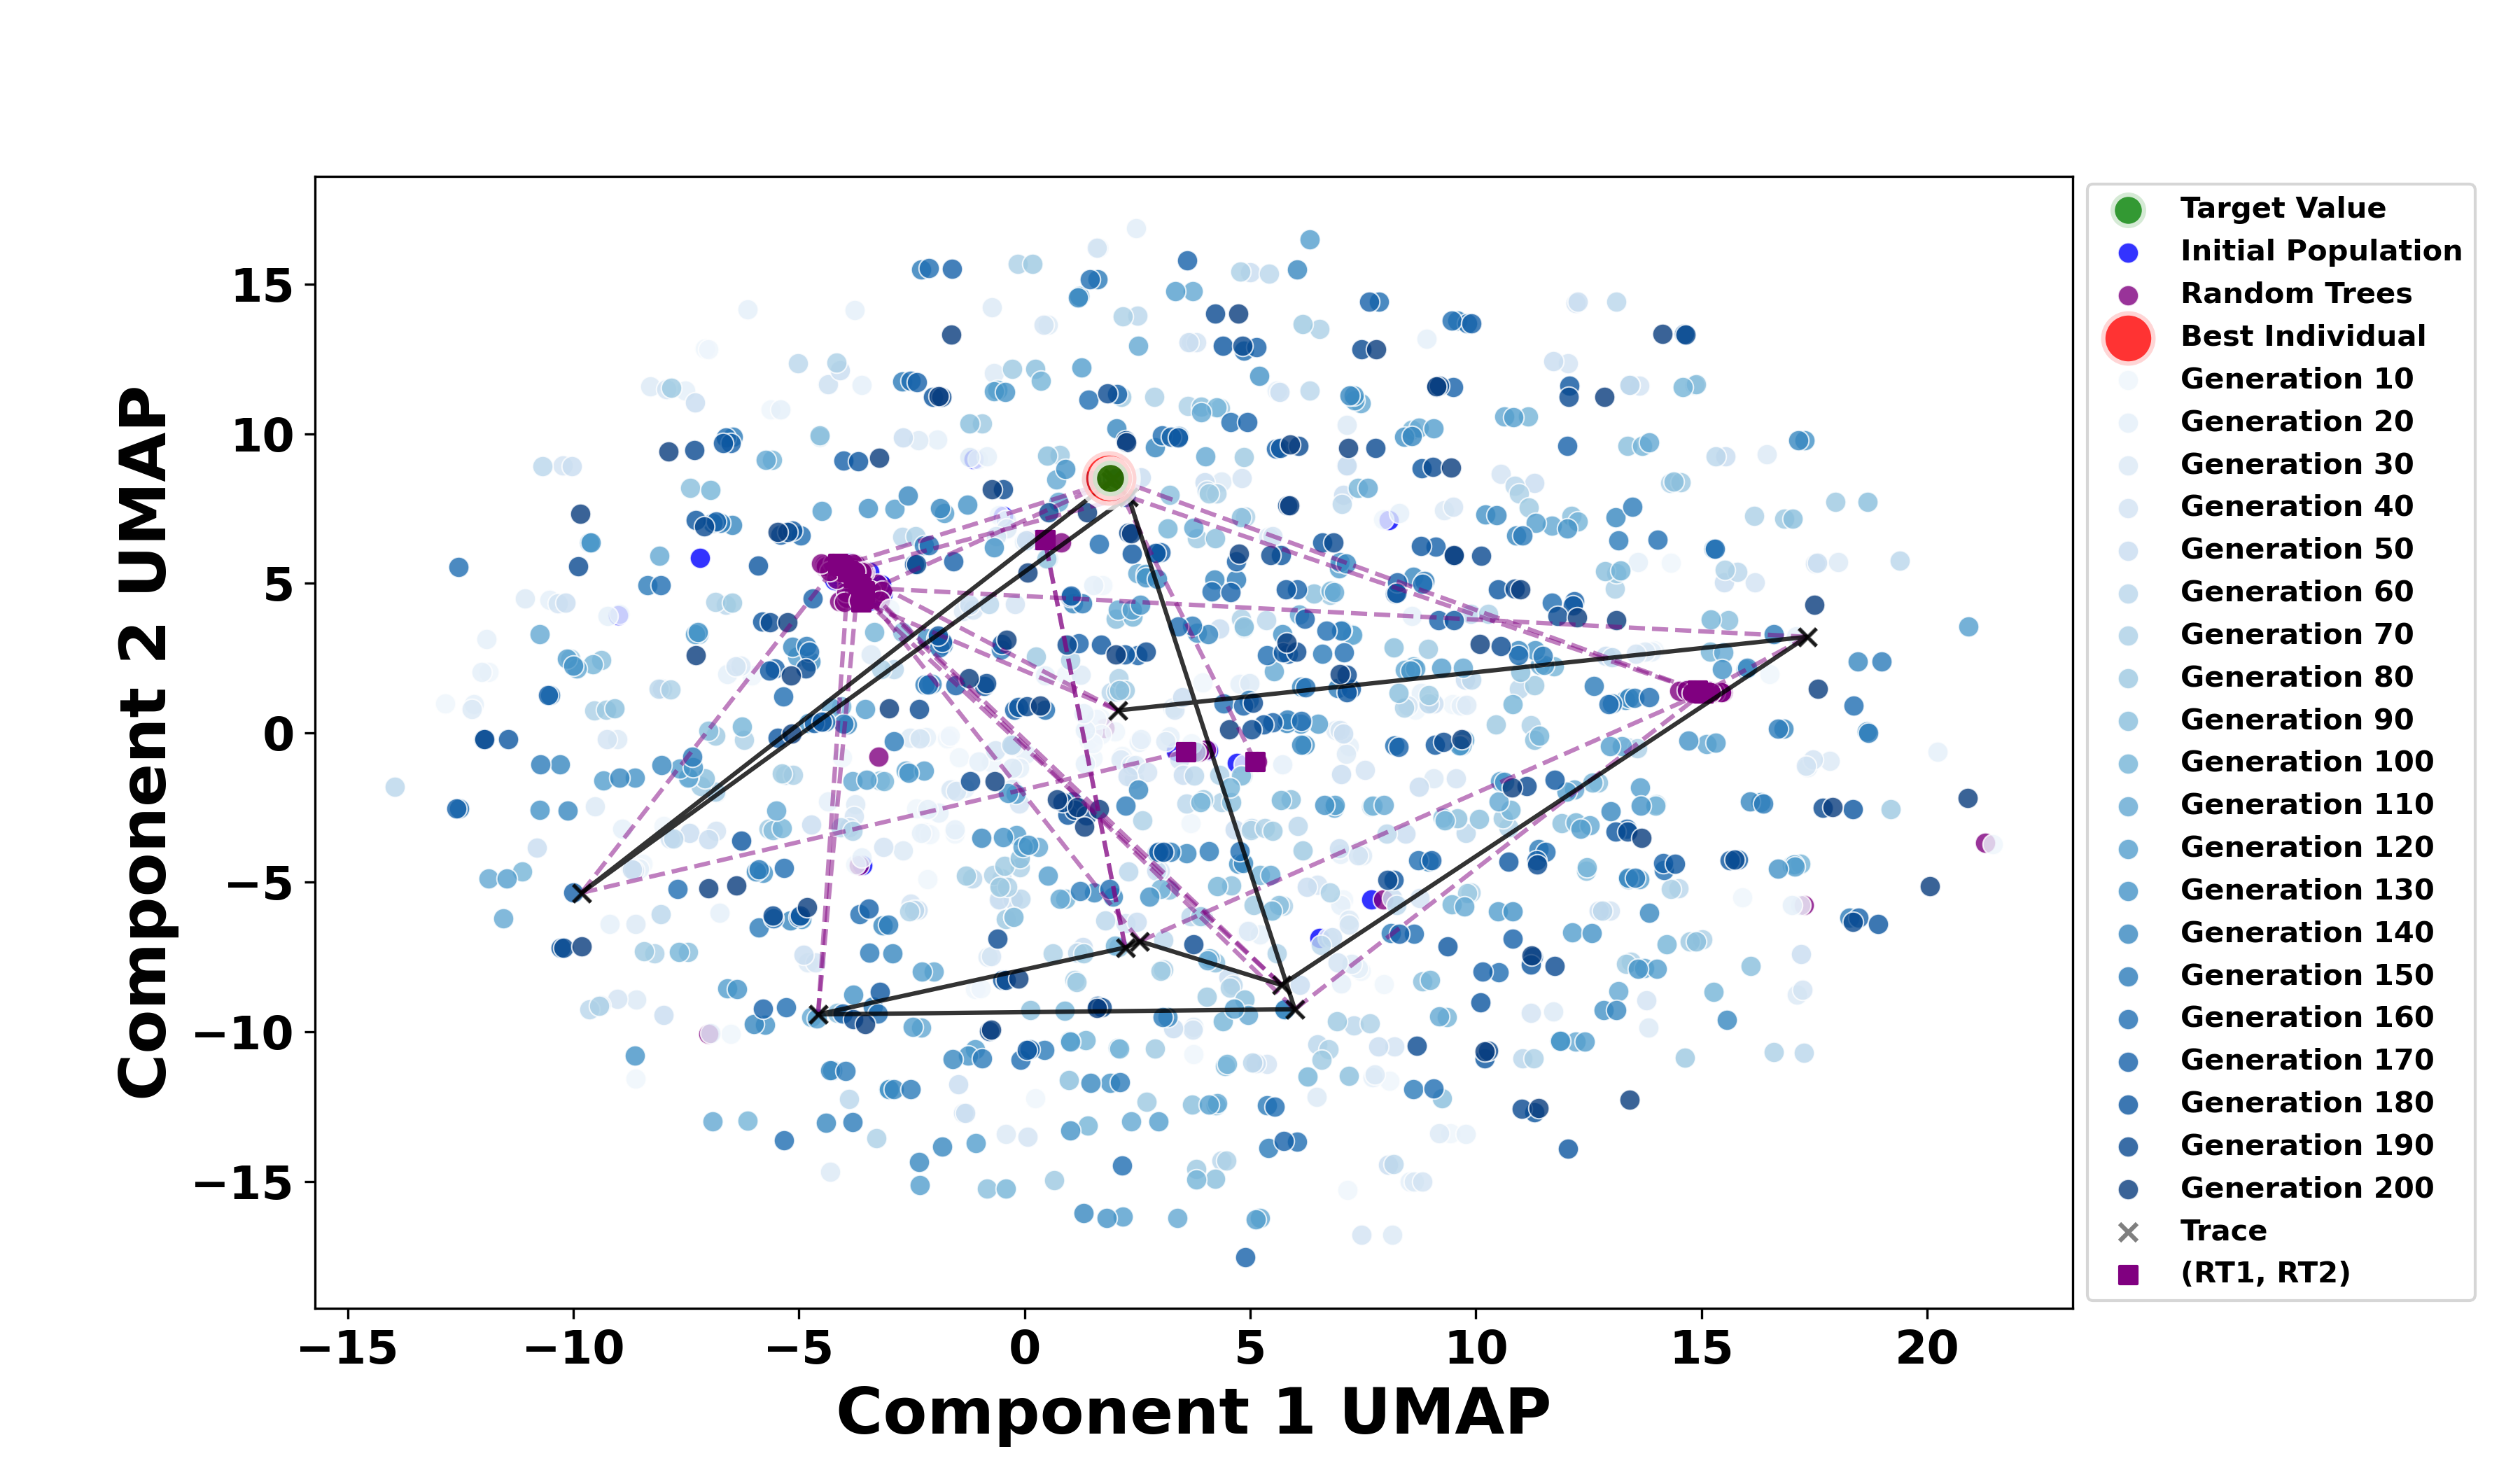 Component 2 UMAP
15
10
5
0
−5
−10
−15
−15
−10
−5
0
5
10
15
20
Component 1 UMAP
Target Value
Initial Population
Random Trees
Best Individual
Generation 10
Generation 20
Generation 30
Generation 40
Generation 50
Generation 60
Generation 70
Generation 80
Generation 90
Generation 100
Generation 110
Generation 120
Generation 130
Generation 140
Generation 150
Generation 160
Generation 170
Generation 180
Generation 190
Generation 200
Trace
(RT1, RT2)